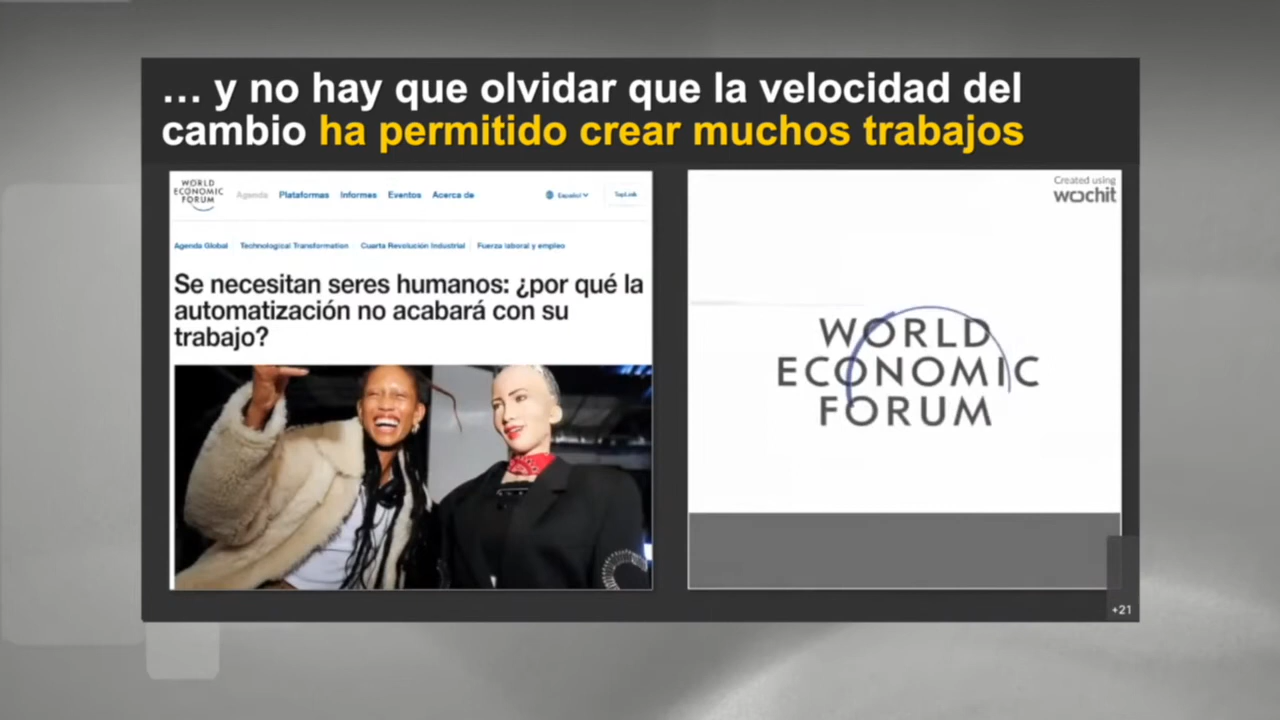 ... y no hay que olvidar que la velocidad del
cambio ha permitido crear muchos trabajos
WORLD
ECONOMIC
FORUM
Agenda Plataformas Informes Eventos Acerca de Español TopLink
Agenda Global Technological Transformation Cuarta Revolución Industrial Fuerza laboral y empleo
Se necesitan seres humanos: ¿por qué la
automatización no acabará con su
trabajo?
Created using
wochit
WORLD
ECONOMIC
FORUM
+21